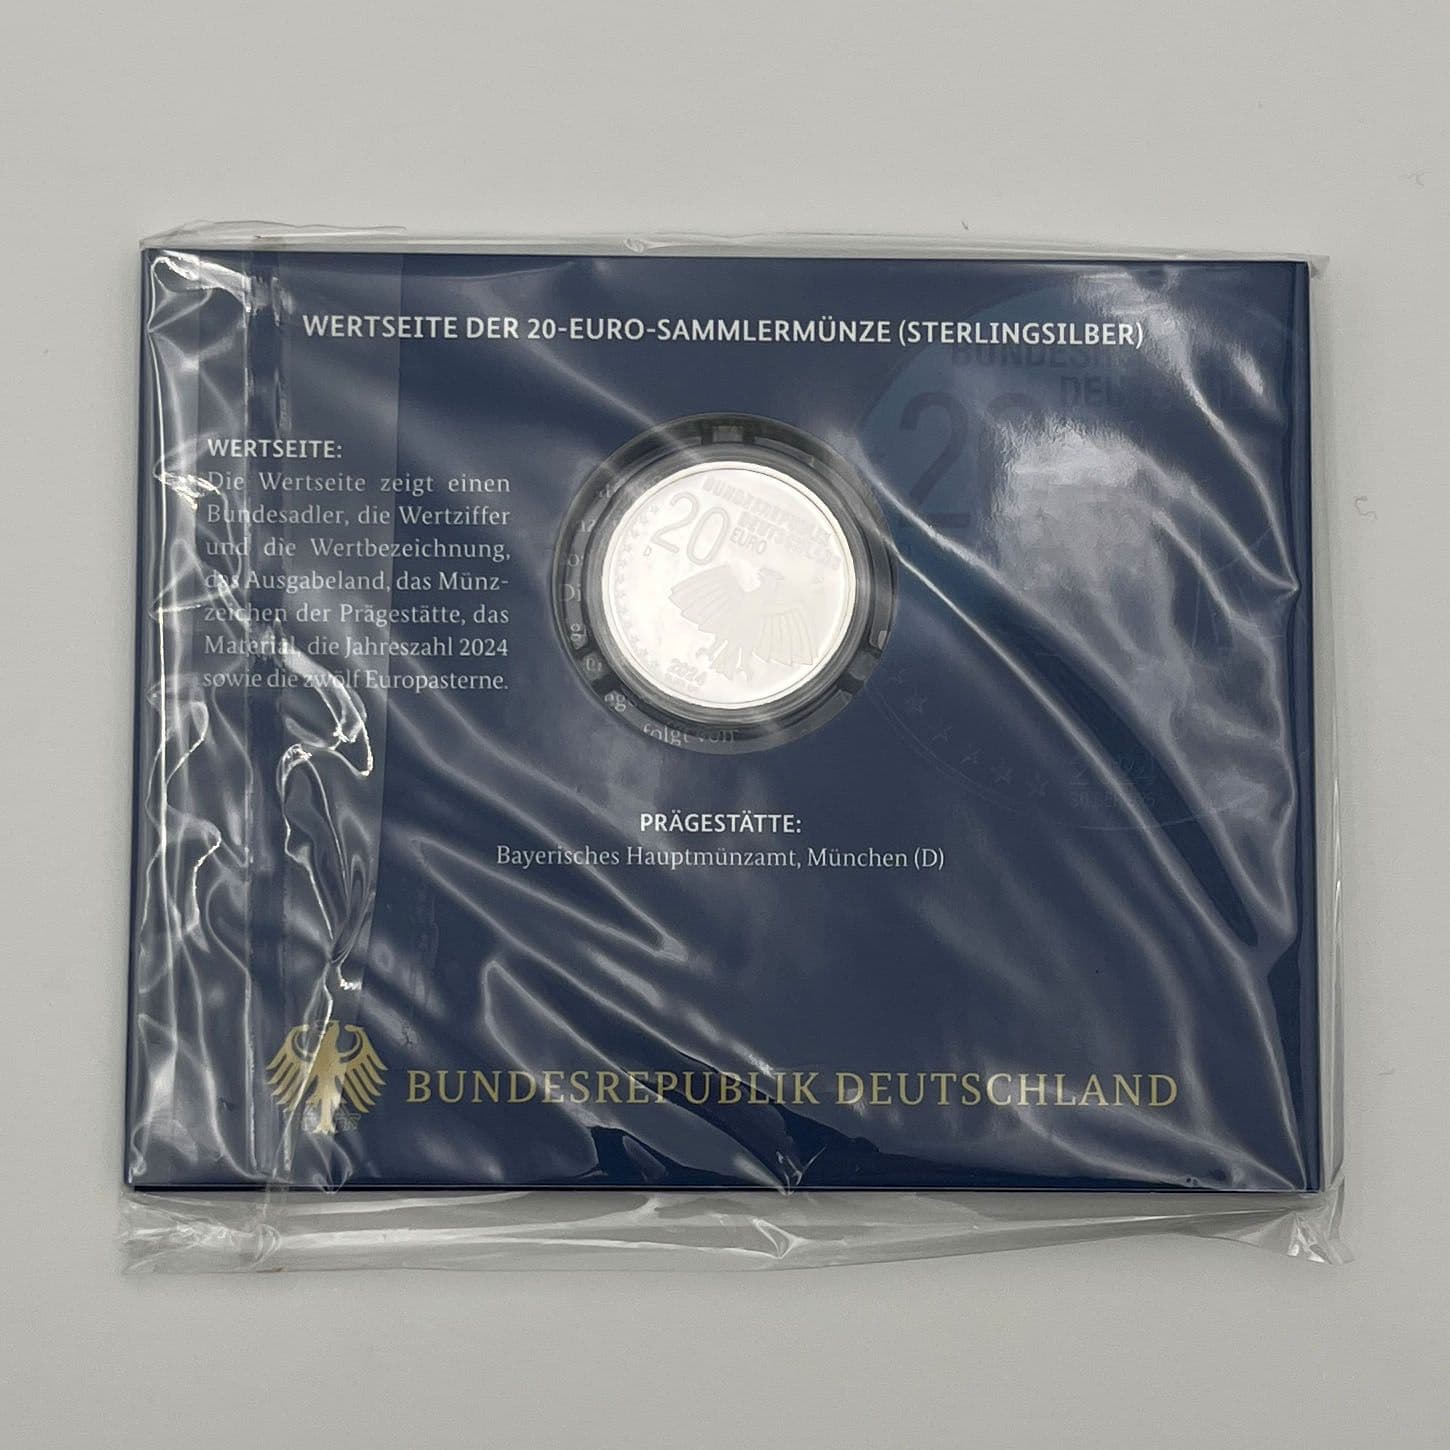 WERTSEITE DER 20-EURO-SAMMLERMÜNZE (STERLINGSILBER)
WERTSEITE:
Die Wertseite zeigt einen
Bundesadler, die Wertziffer
und die Wertbezeichnung,
das Ausgabeland, das Münz-
zeichen der Prägestätte, das
Material, die Jahreszahl 2024
sowie die zwölf Europasterne.
BUNDESREPUBLIK
DEUTSCHLAND
20
EURO
D
2024
folgt von
PRÄGESTÄTTE:
Bayerisches Hauptmünzamt, München (D)
BUNDESREPUBLIK DEUTSCHLAND